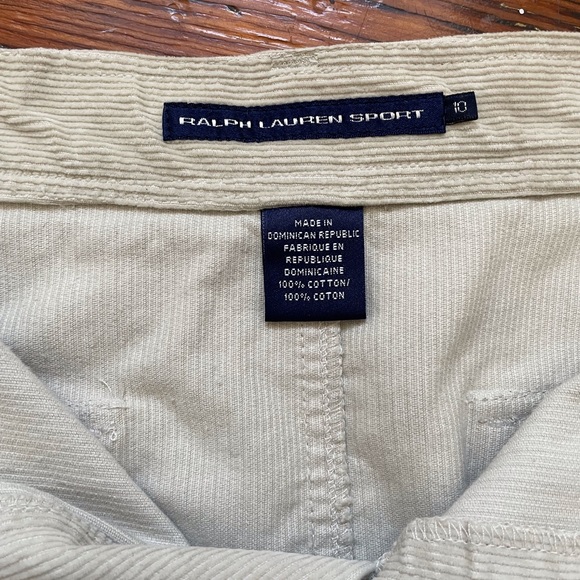 RALPH LAUREN SPORT
10
MADE IN
DOMINICAN REPUBLIC
FABRIQUE EN
REPUBLIQUE
DOMINICAINE
100% COTTON/
100% COTON